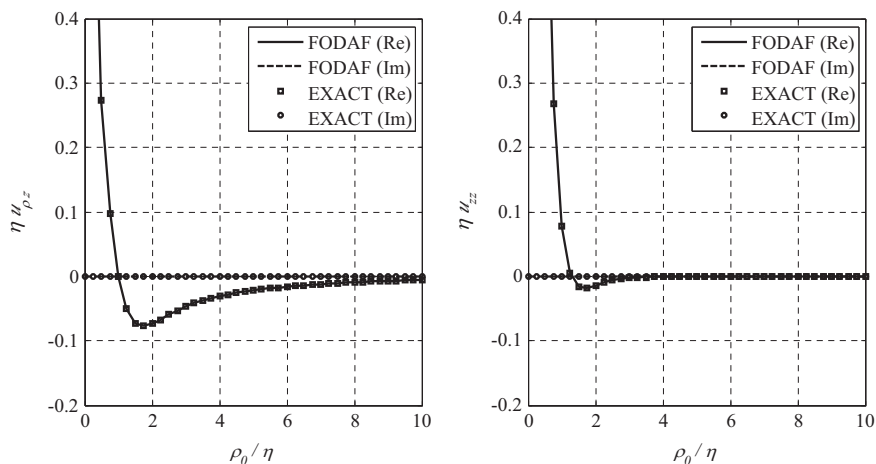 0.4
0.3
0.2
0.1
0
-0.1
-0.2
0 2 4 6 8 10
η u_ρz
ρ_0 / η
FODAF (Re)
FODAF (Im)
EXACT (Re)
EXACT (Im)
0.4
0.3
0.2
0.1
0
-0.1
-0.2
0 2 4 6 8 10
η u_zz
ρ_0 / η
FODAF (Re)
FODAF (Im)
EXACT (Re)
EXACT (Im)